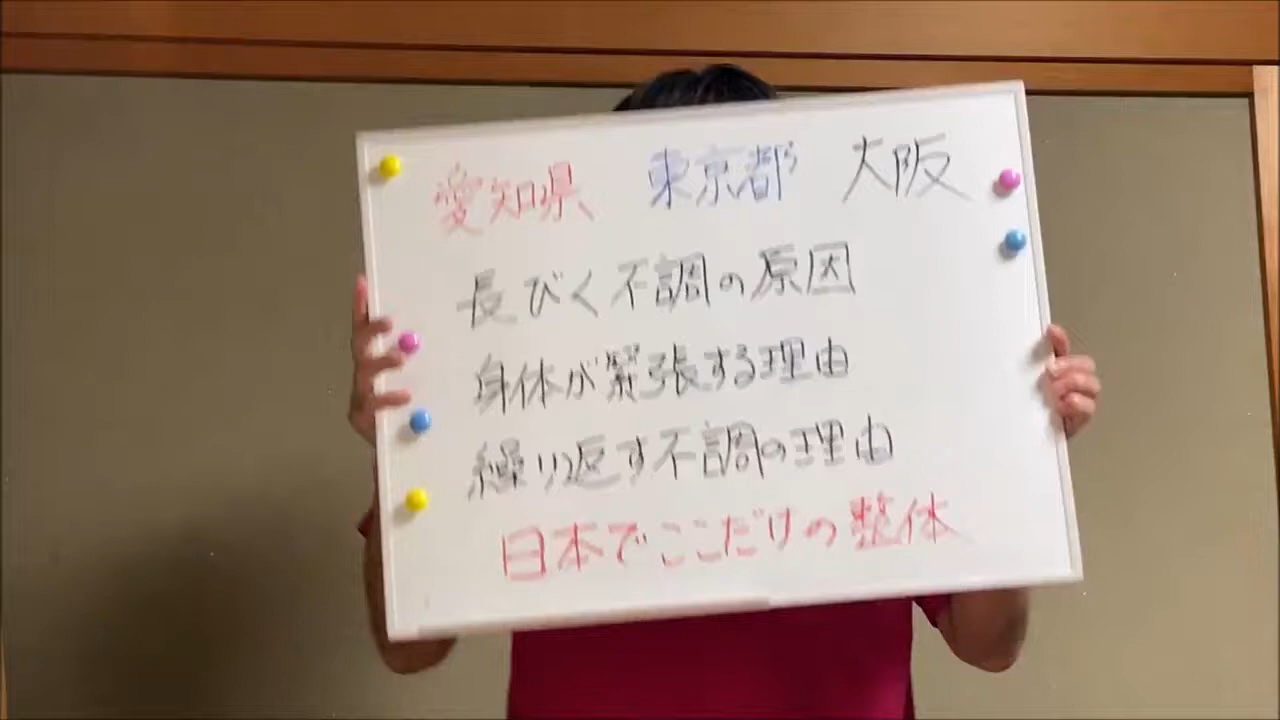 愛知県 東京都 大阪
長びく不調の原因
身体が緊張する理由
繰り返す不調の理由
日本でここだけの整体